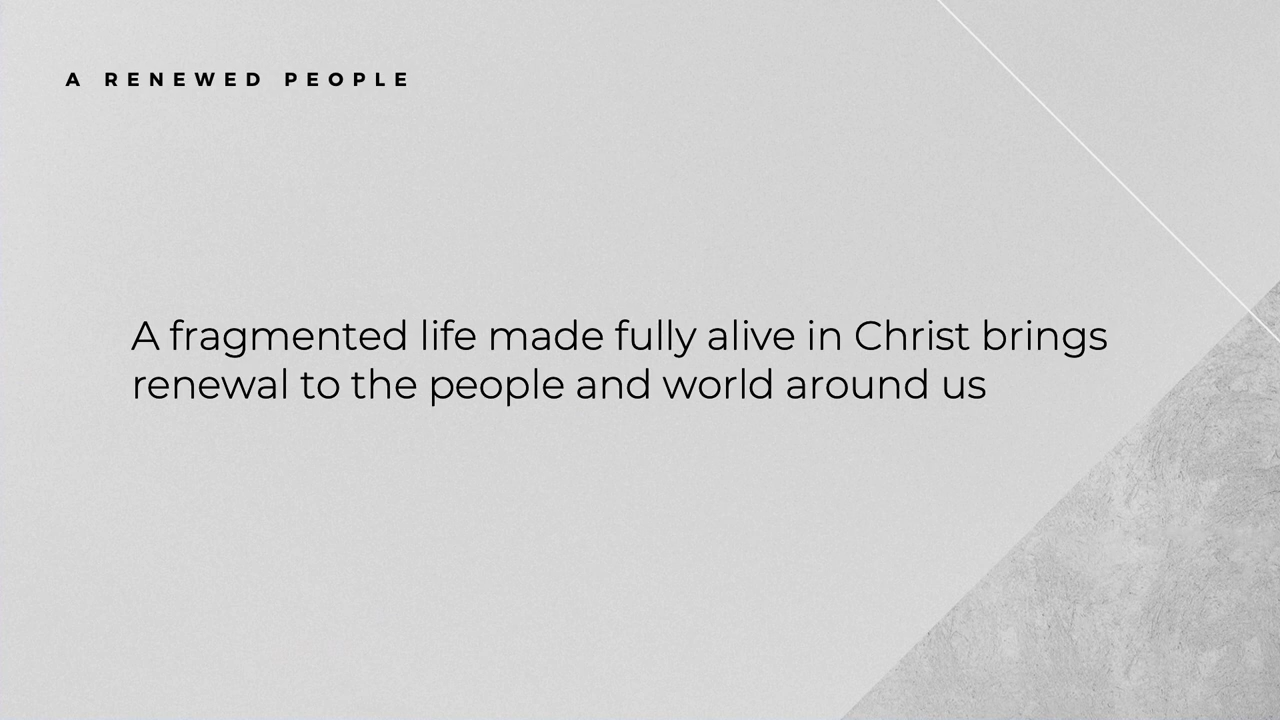 A RENEWED PEOPLE
A fragmented life made fully alive in Christ brings
renewal to the people and world around us